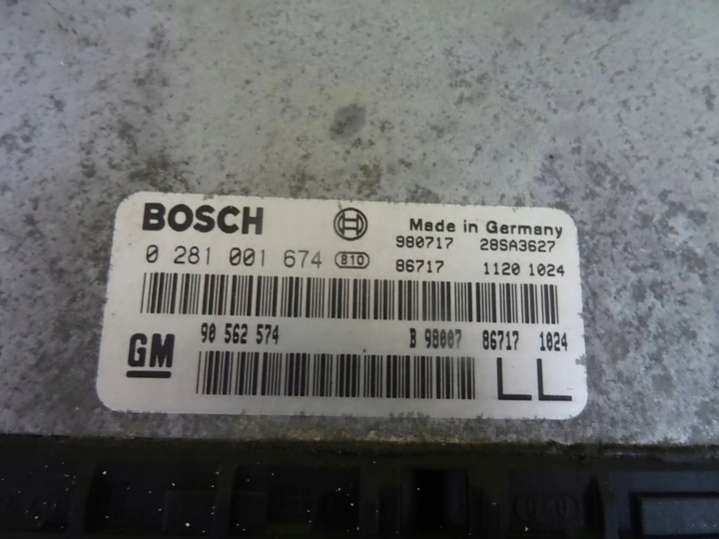 BOSCH
Made in Germany
980717 28SA3627
0 281 001 674 810 86717 1120 1024
GM 90 562 574 B 98007 86717 1024
LL